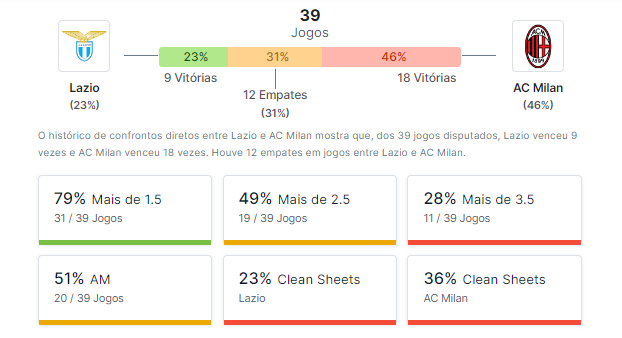 39
Jogos
23%
31%
46%
9 Vitórias
18 Vitórias
12 Empates
(31%)
LAZIO
Lazio
(23%)
ACM
1899
AC Milan
(46%)
O histórico de confrontos diretos entre Lazio e AC Milan mostra que, dos 39 jogos disputados, Lazio venceu 9
vezes e AC Milan venceu 18 vezes. Houve 12 empates em jogos entre Lazio e AC Milan.
79% Mais de 1.5
31 / 39 Jogos
49% Mais de 2.5
19 / 39 Jogos
28% Mais de 3.5
11 / 39 Jogos
51% AM
20 / 39 Jogos
23% Clean Sheets
Lazio
36% Clean Sheets
AC Milan